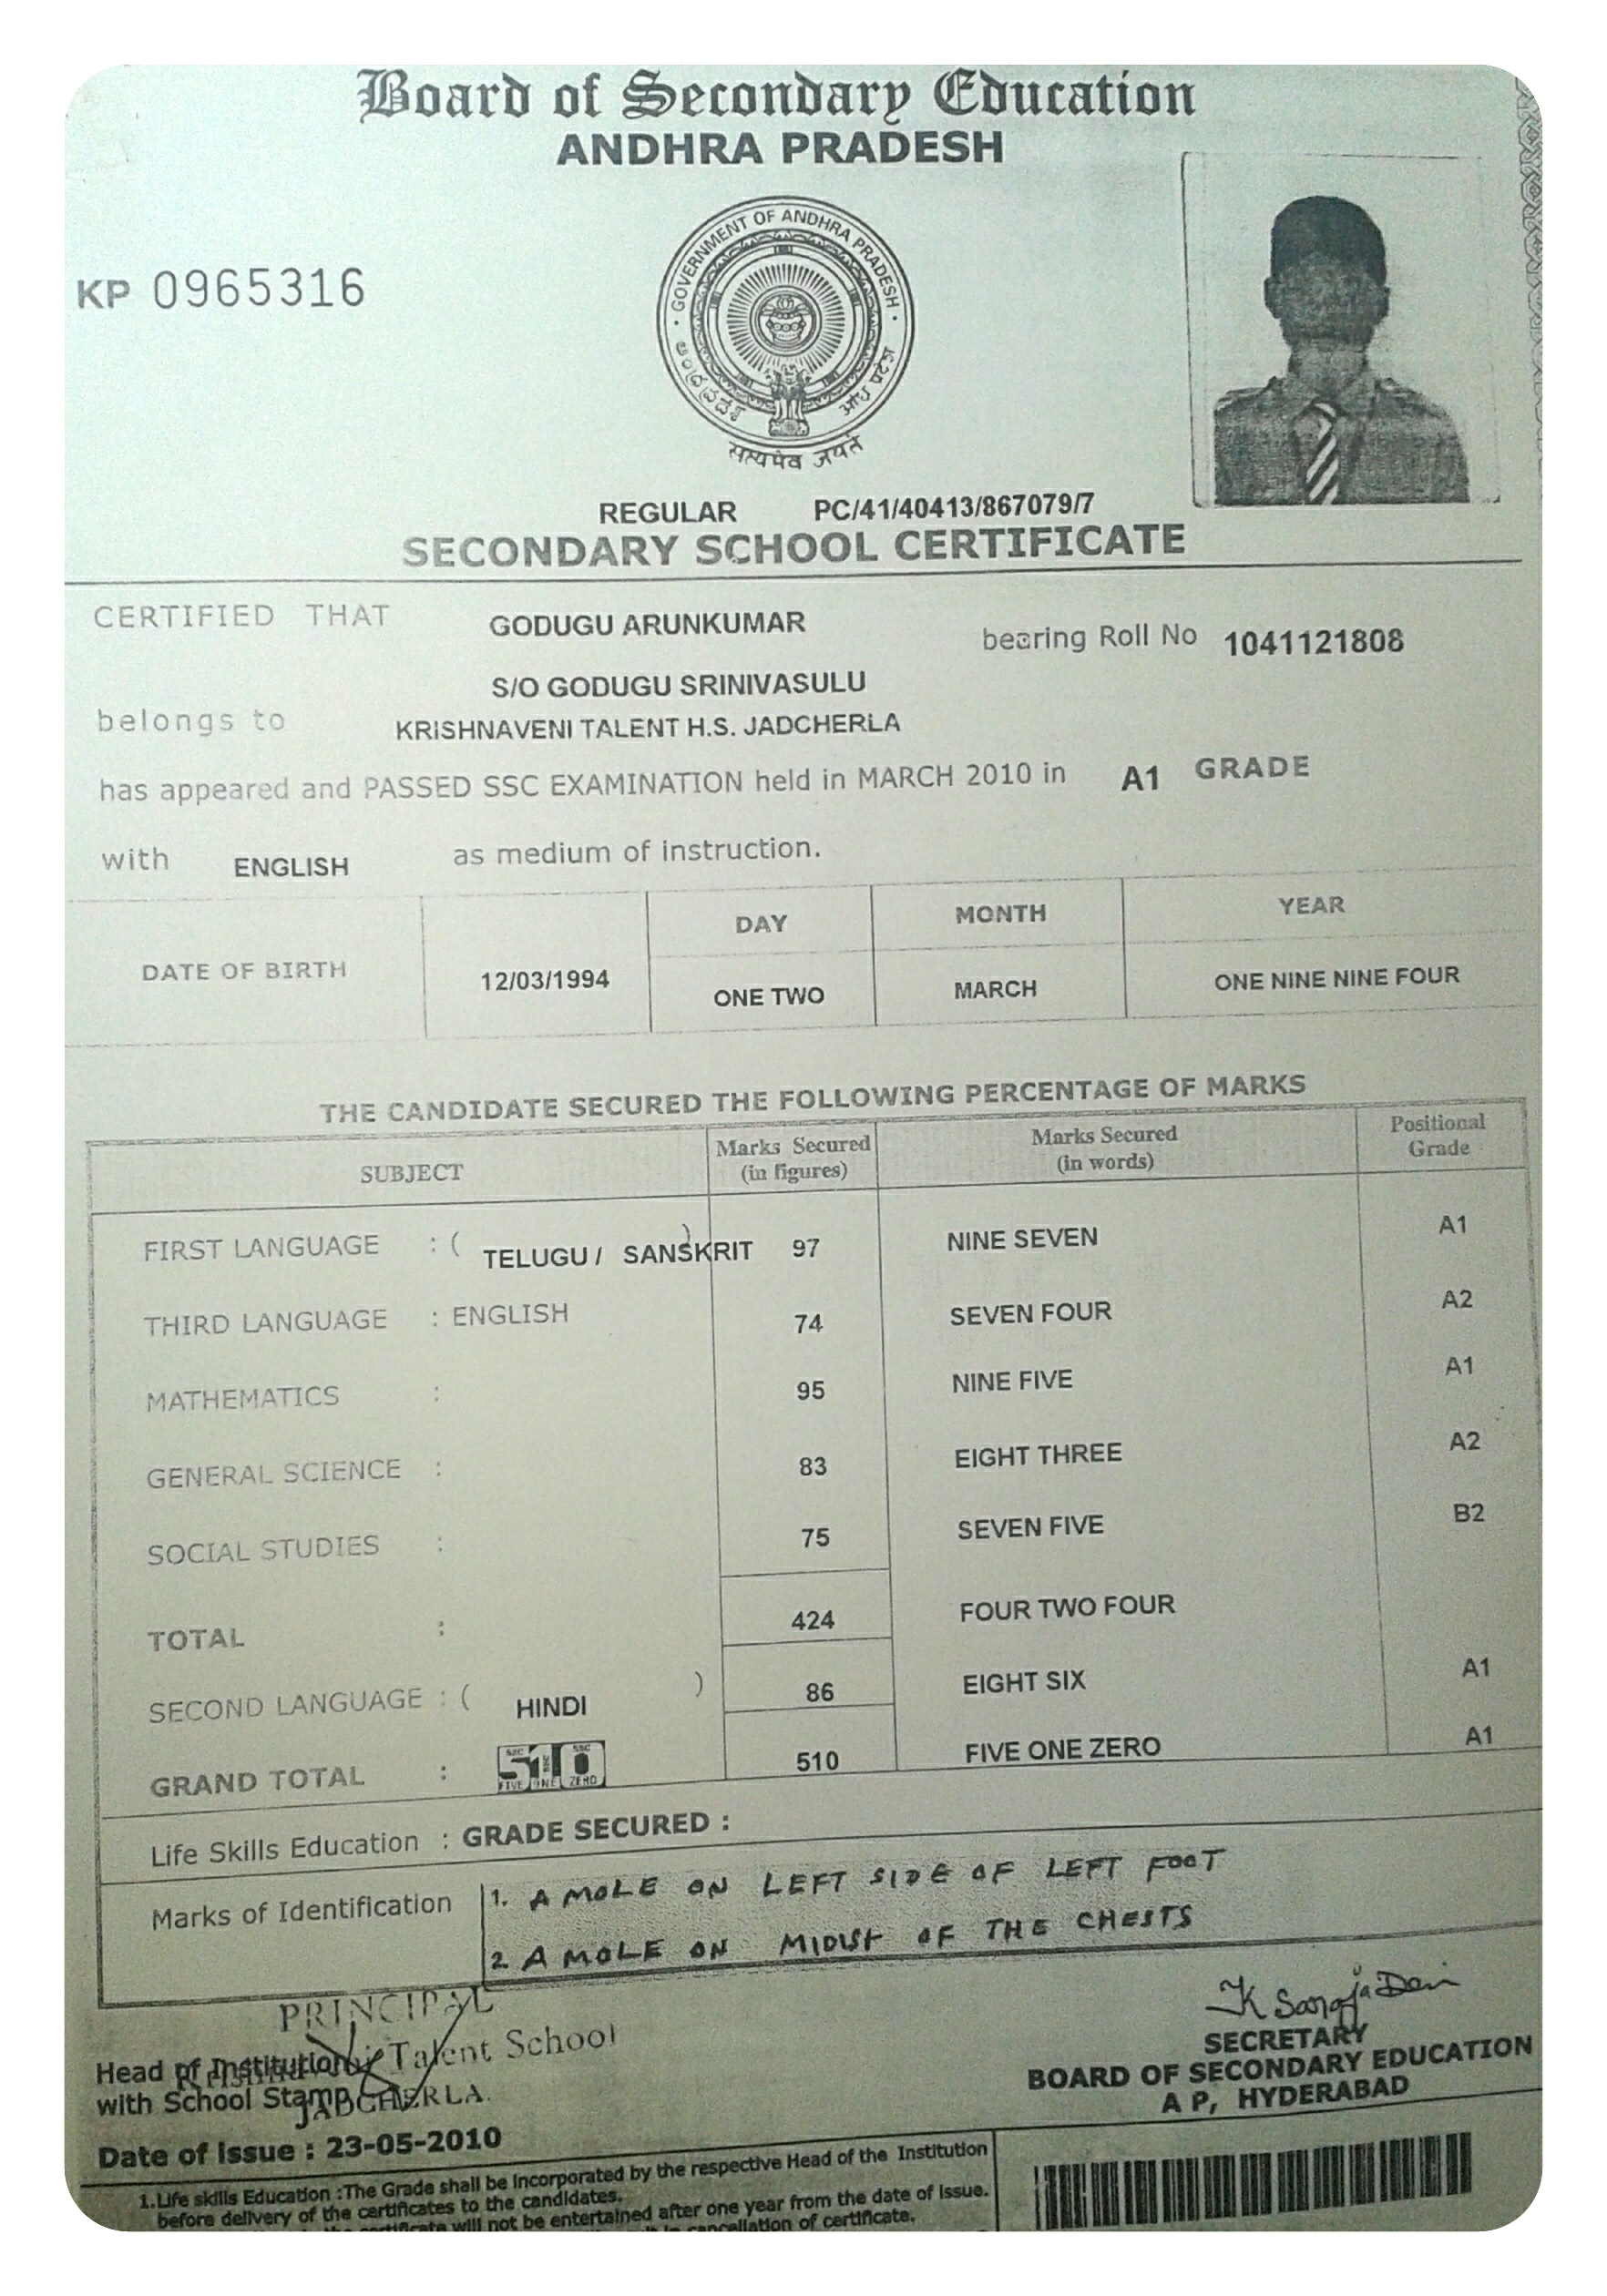 Board of Secondary Education
ANDHRA PRADESH
KP 0965316
GOVERNMENT OF ANDHRA PRADESH
ఆంధ్రప్రదేశ్
सत्यमेव जयते
REGULAR PC/41/40413/867079/7
SECONDARY SCHOOL CERTIFICATE
CERTIFIED THAT GODUGU ARUNKUMAR bearing Roll No 1041121808
S/O GODUGU SRINIVASULU
belongs to KRISHNAVENI TALENT H.S. JADCHERLA
has appeared and PASSED SSC EXAMINATION held in MARCH 2010 in A1 GRADE
with ENGLISH as medium of instruction.
DAY MONTH YEAR
DATE OF BIRTH 12/03/1994 ONE TWO MARCH ONE NINE NINE FOUR
THE CANDIDATE SECURED THE FOLLOWING PERCENTAGE OF MARKS
SUBJECT Marks Secured (in figures) Marks Secured (in words) Positional Grade
FIRST LANGUAGE : ( TELUGU / SANSKRIT ) 97 NINE SEVEN A1
THIRD LANGUAGE : ENGLISH 74 SEVEN FOUR A2
MATHEMATICS : 95 NINE FIVE A1
GENERAL SCIENCE : 83 EIGHT THREE A2
SOCIAL STUDIES : 75 SEVEN FIVE B2
TOTAL : 424 FOUR TWO FOUR
SECOND LANGUAGE : ( HINDI ) 86 EIGHT SIX A1
GRAND TOTAL : 510 FIVE ONE ZERO 510 FIVE ONE ZERO A1
Life Skills Education : GRADE SECURED :
Marks of Identification 1. A MOLE ON LEFT SIDE OF LEFT FOOT
2 A MOLE ON MIDIST OF THE CHESTS
PRINCIPAL
Talent School
JADCHERLA.
Head of Institution
with School Stamp
K Saroja Devi
SECRETARY
BOARD OF SECONDARY EDUCATION
A P, HYDERABAD
Date of Issue : 23-05-2010
1.Life skills Education :The Grade shall be incorporated by the respective Head of the Institution
before delivery of the certificates to the candidates.
certificate will not be entertained after one year from the date of issue.
cancellation of certificate.